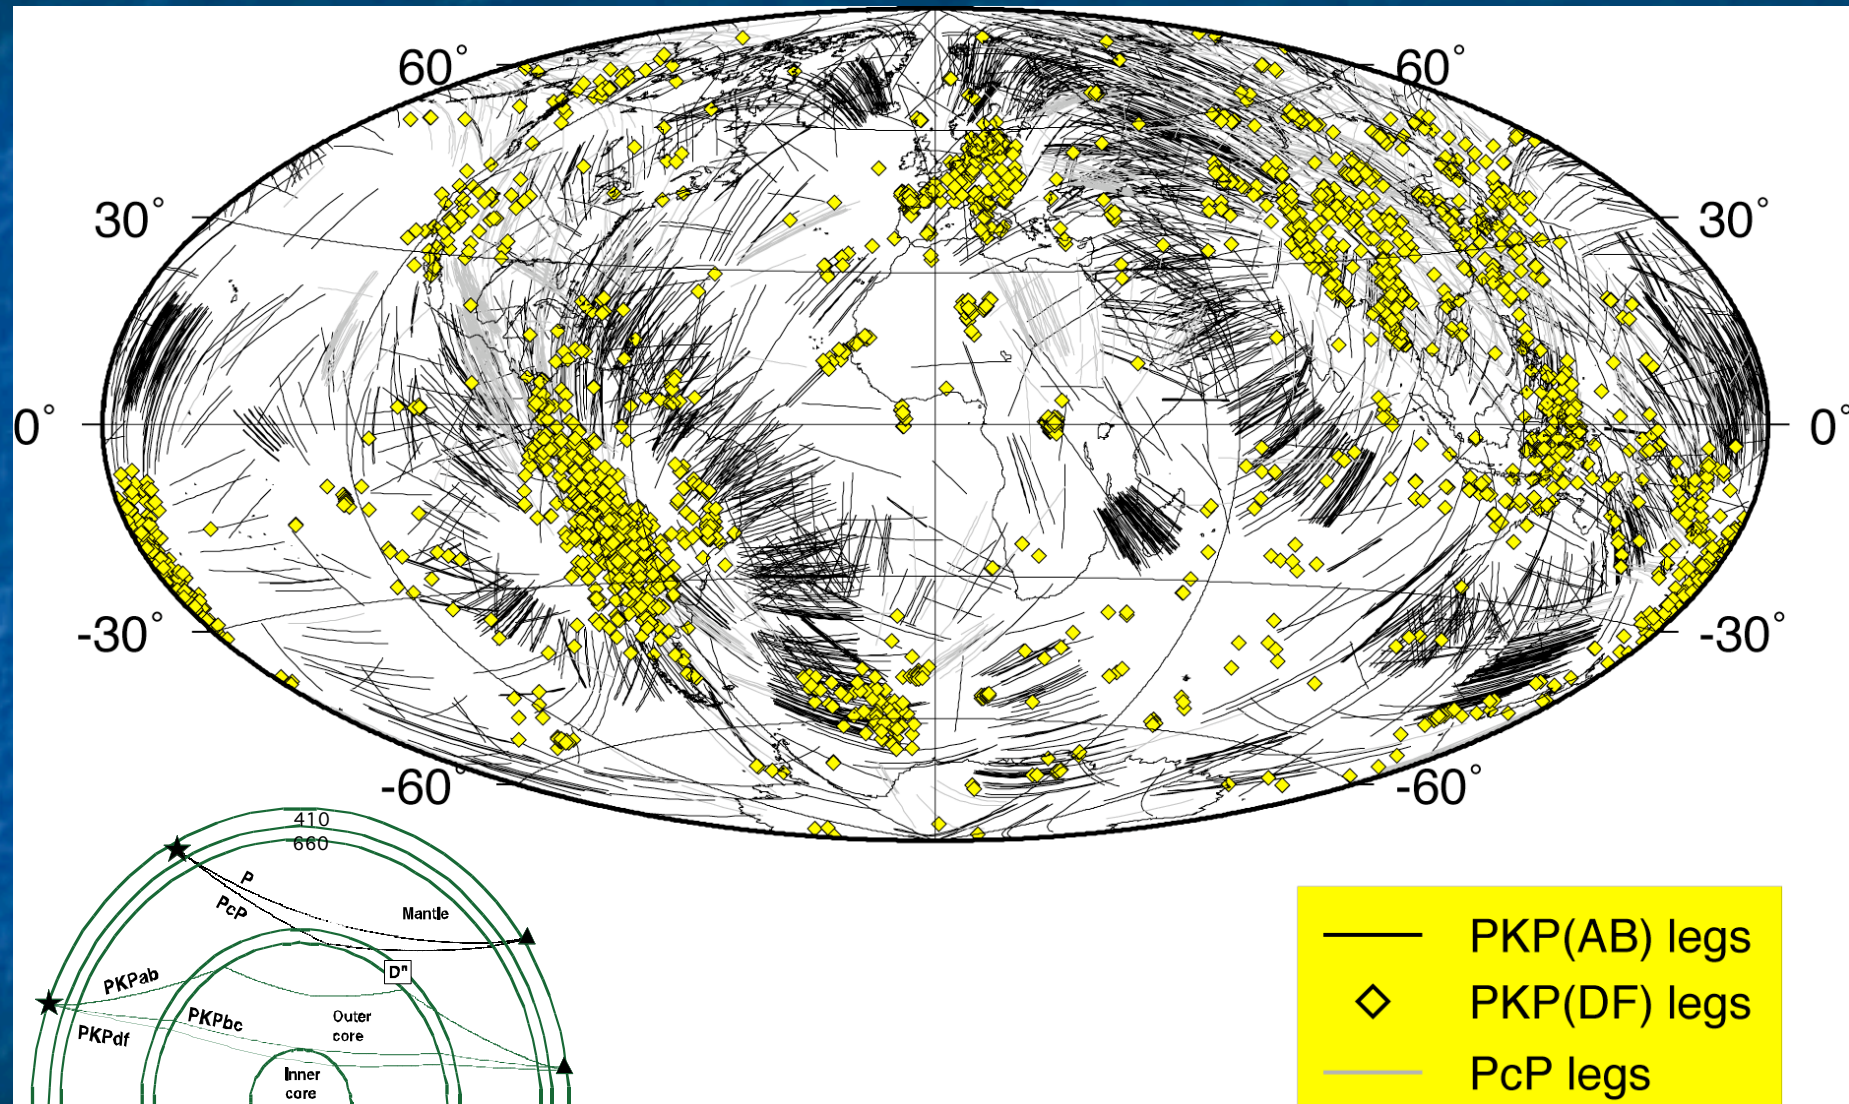 60°
60°
30°
30°
0°
0°
-30°
-30°
-60°
-60°
410
660
P
PcP
Mantle
D"
PKPab
PKPbc
PKPdf
Outer
core
Inner
core
PKP(AB) legs
PKP(DF) legs
PcP legs